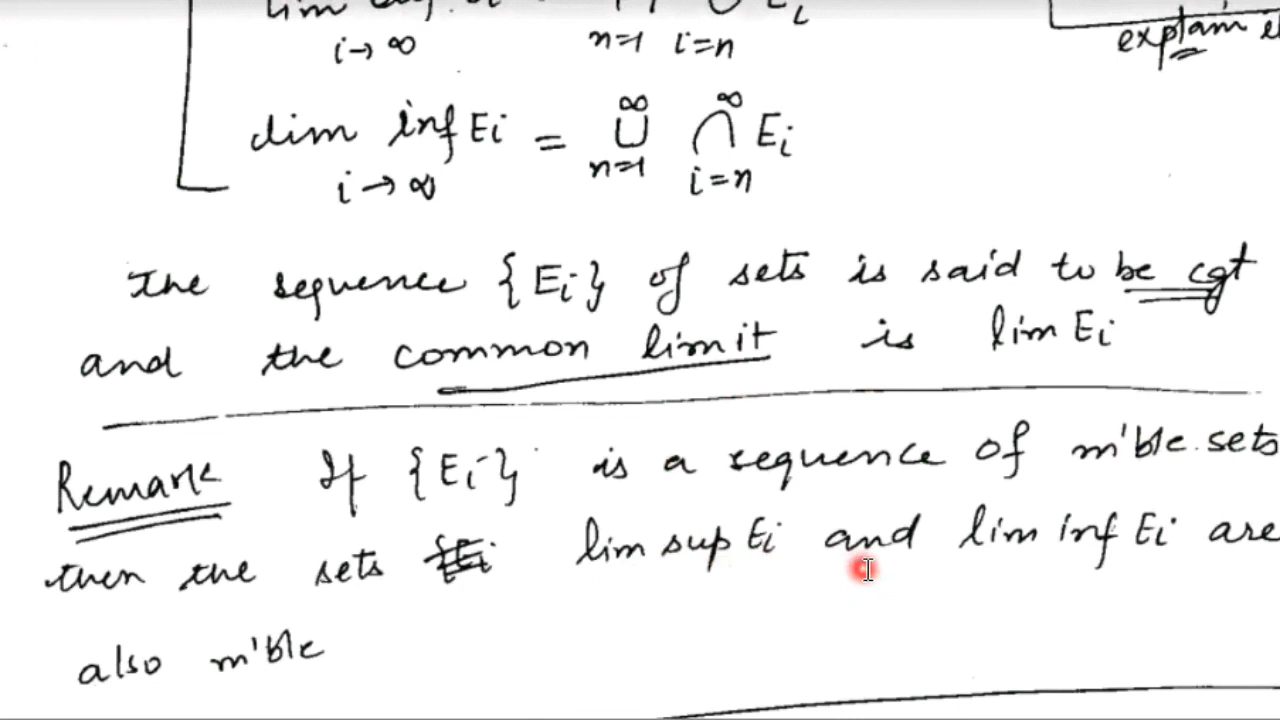 i→∞ n=1 i=n
explain
lim inf Ei = ∞∪n=1 ∞∩i=n Ei
i→∞
The sequence {Ei} of sets is said to be cgt
and the common limit is lim Ei
Remark If {Ei} is a sequence of m'ble sets
then the sets lim sup Ei and lim inf Ei are
also m'ble